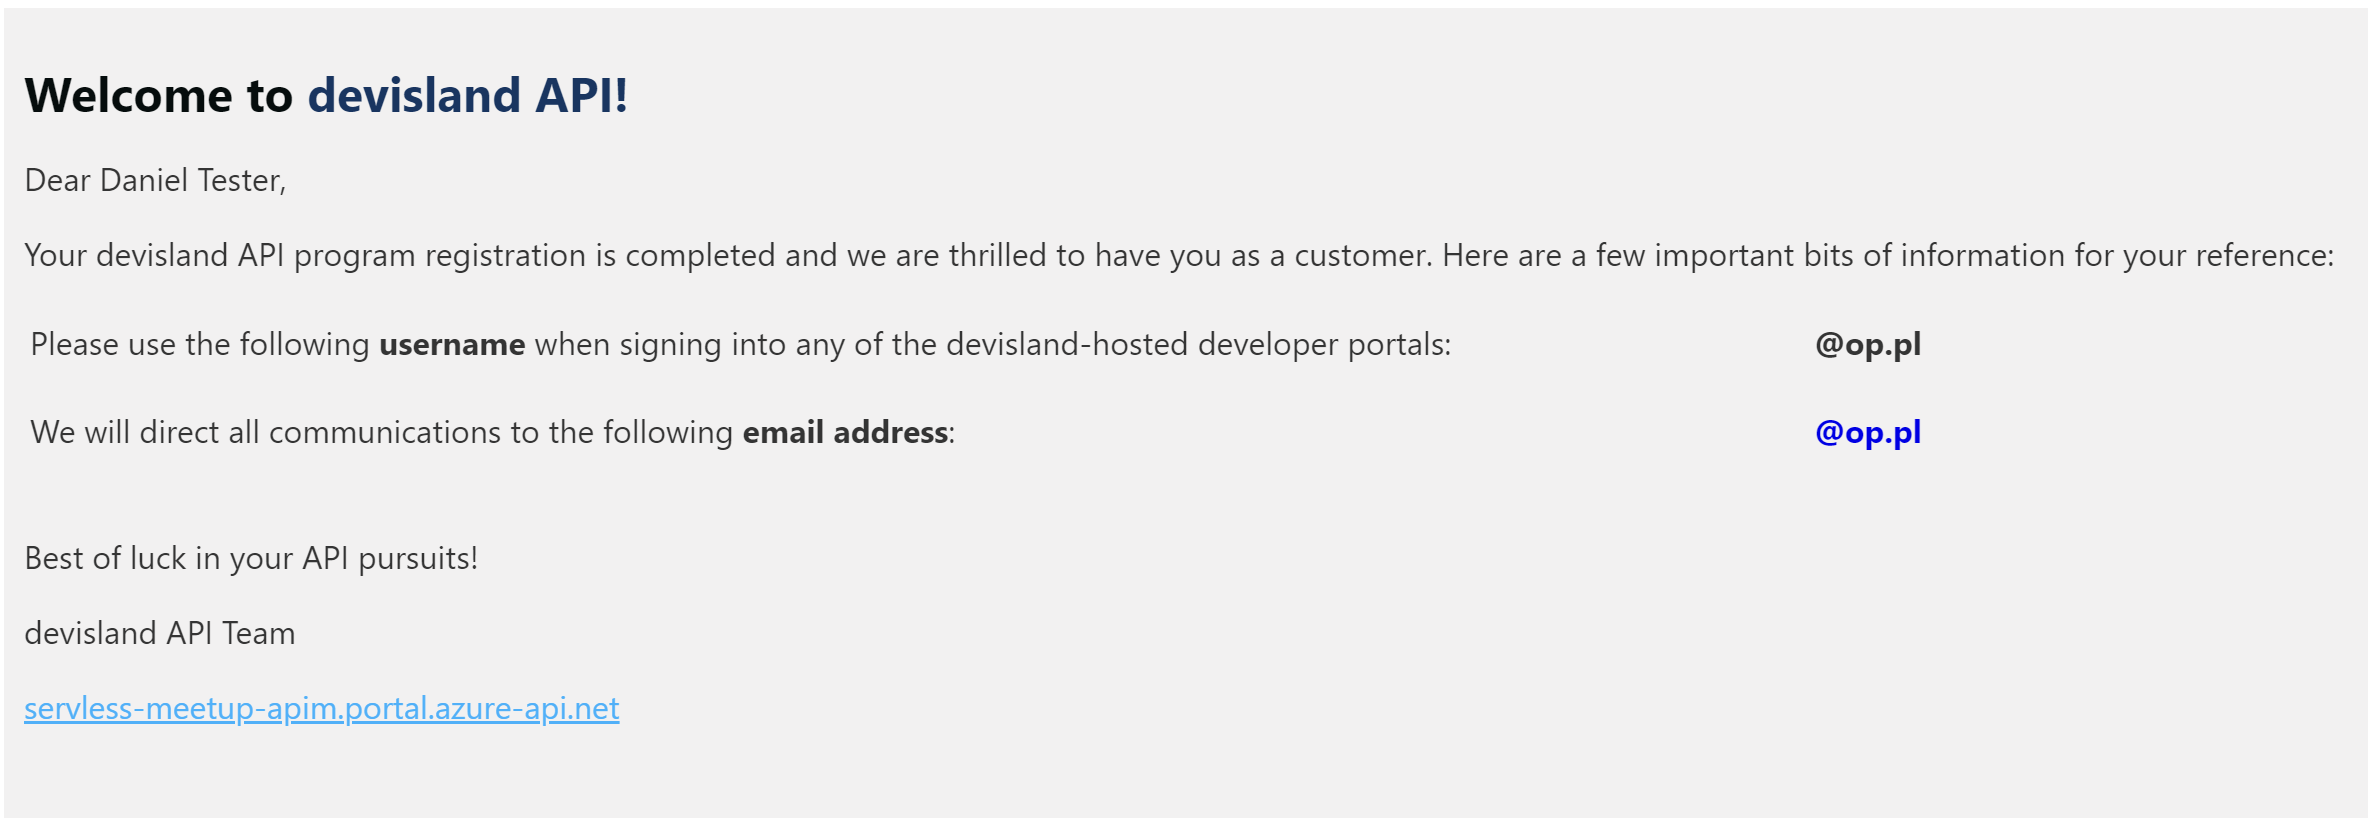 Welcome to devisland API!
Dear Daniel Tester,
Your devisland API program registration is completed and we are thrilled to have you as a customer. Here are a few important bits of information for your reference:
Please use the following username when signing into any of the devisland-hosted developer portals: @op.pl
We will direct all communications to the following email address: @op.pl
Best of luck in your API pursuits!
devisland API Team
servless-meetup-apim.portal.azure-api.net